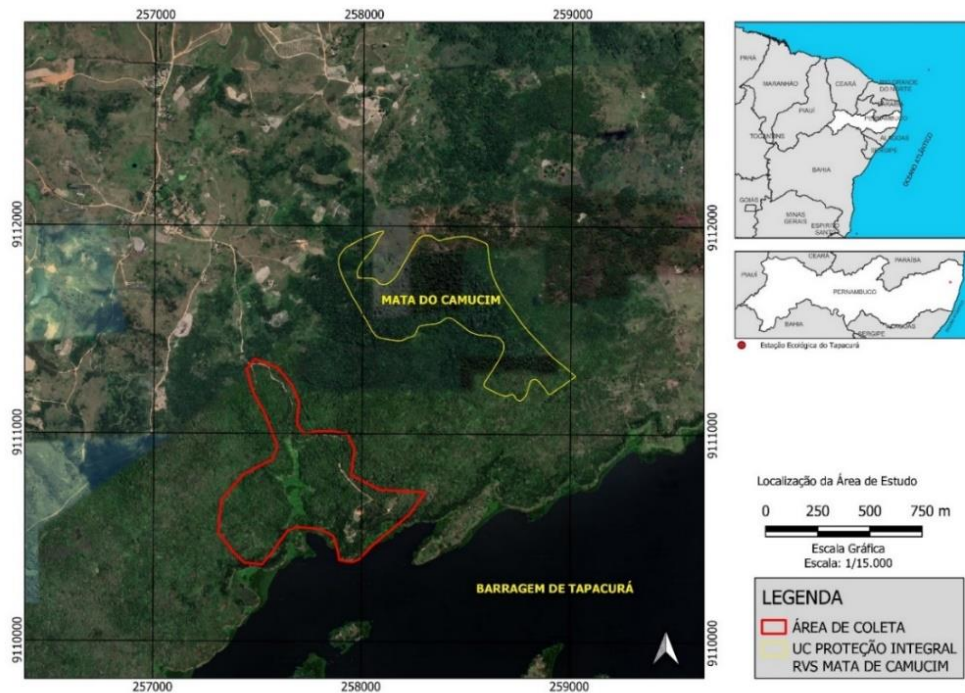 257000
258000
259000
9112000
9111000
9110000
9112000
9111000
9110000
MATA DO CAMUCIM
BARRAGEM DE TAPACURÁ
257000
258000
259000
PARÁ
MARANHÃO
CEARÁ
RIO GRANDE
DO NORTE
PIAUÍ
PERNAMBUCO
TOCANTINS
ALAGOAS
SERGIPE
BAHIA
OCEANO ATLÂNTICO
GOIÁS
MINAS
GERAIS
ESPÍRITO
SANTO
CEARÁ
PARAÍBA
PIAUÍ
PERNAMBUCO
BAHIA
SERGIPE
Estação Ecológica do Tapacurá
Localização da Área de Estudo
0 250 500 750 m
Escala Gráfica
Escala: 1/15.000
LEGENDA
ÁREA DE COLETA
UC PROTEÇÃO INTEGRAL
RVS MATA DE CAMUCIM